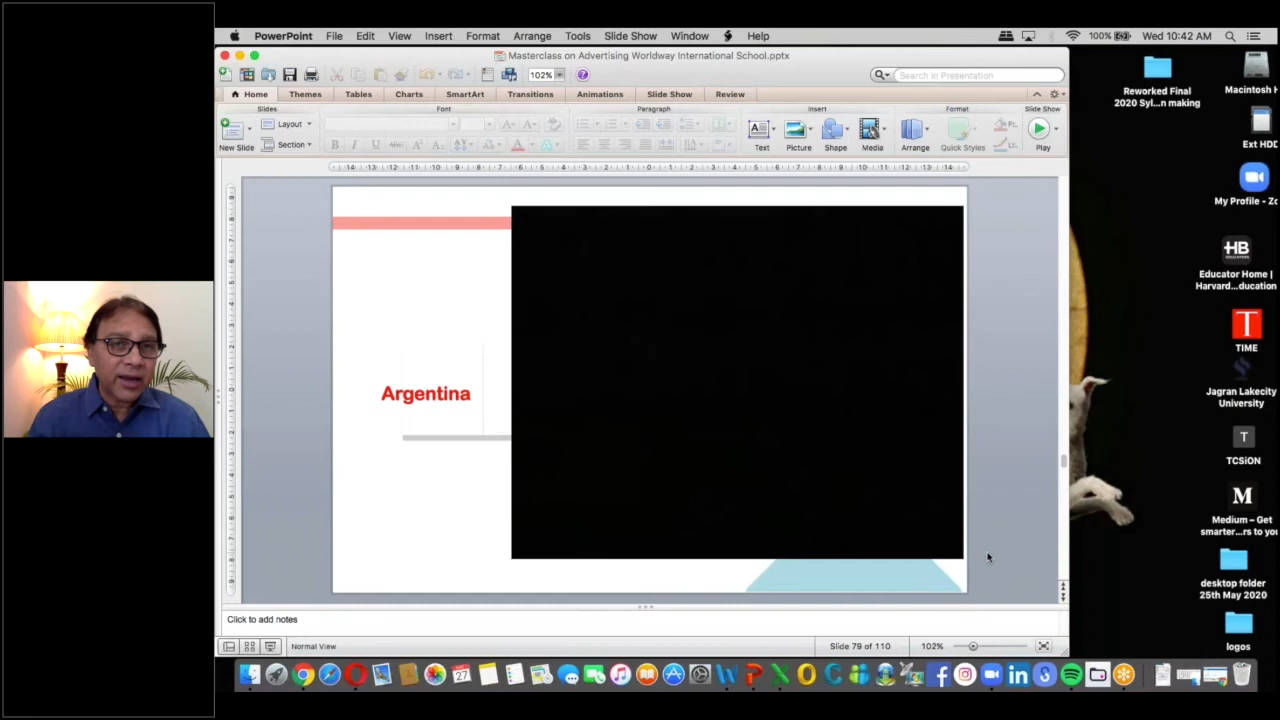 PowerPoint File Edit View Insert Format Arrange Tools Slide Show Window Help
100% Wed 10:42 AM
Masterclass on Advertising Worldway International School.pptx
102%
Search in Presentation
Home Themes Tables Charts SmartArt Transitions Animations Slide Show Review
Slides Font Paragraph Insert Format Slide Show
New Slide
Layout
Section
Text Picture Shape Media Arrange Quick Styles Play
Argentina
Click to add notes
Normal View
Slide 79 of 110
102%
Reworked Final
2020 Syl...n making
Macintosh H
Ext HDD
My Profile - Zo
HB
Educator Home |
Harvard...ducation
T
TIME
Jagran Lakecity
University
T
TCSiON
M
Medium – Get
smarter...rs to you
desktop folder
25th May 2020
logos
27